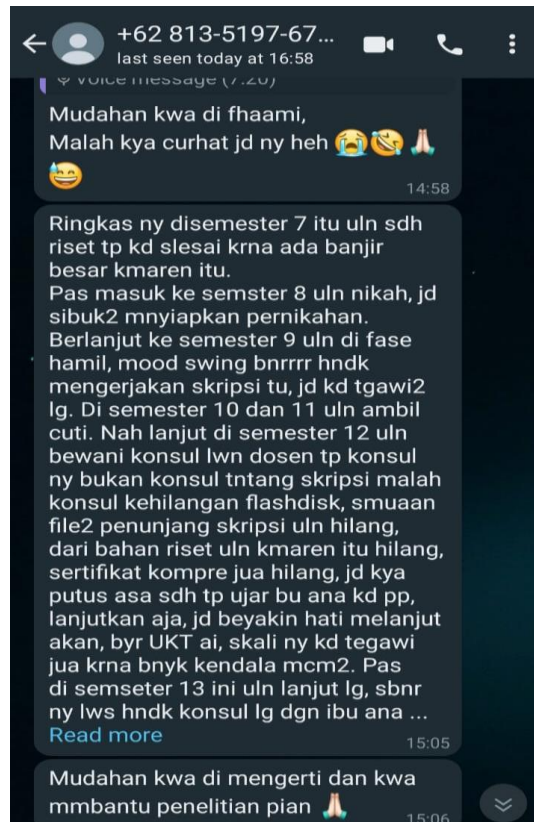 +62 813-5197-67...
last seen today at 16:58
Voice message (7:20)
Mudahan kwa di fhaami,
Malah kya curhat jd ny heh 😭🤣🙏🏻
😅
14:58
Ringkas ny disemester 7 itu uln sdh
riset tp kd slesai krna ada banjir
besar kmaren itu.
Pas masuk ke semster 8 uln nikah, jd
sibuk2 mnyiapkan pernikahan.
Berlanjut ke semester 9 uln di fase
hamil, mood swing bnrrrr hndk
mengerjakan skripsi tu, jd kd tgawi2
lg. Di semester 10 dan 11 uln ambil
cuti. Nah lanjut di semester 12 uln
bewani konsul lwn dosen tp konsul
ny bukan konsul tntang skripsi malah
konsul kehilangan flashdisk, smuaan
file2 penunjang skripsi uln hilang,
dari bahan riset uln kmaren itu hilang,
sertifikat kompre jua hilang, jd kya
putus asa sdh tp ujar bu ana kd pp,
lanjutkan aja, jd beyakin hati melanjut
akan, byr UKT ai, skali ny kd tegawi
jua krna bnyk kendala mcm2. Pas
di semseter 13 ini uln lanjut lg, sbnr
ny lws hndk konsul lg dgn ibu ana ...
Read more
15:05
Mudahan kwa di mengerti dan kwa
mmbantu penelitian pian 🙏🏻
15:06